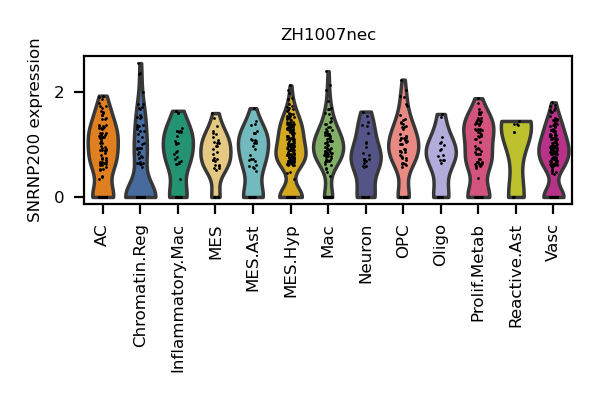 ZH1007nec
SNRNP200 expression
2
0
AC
Chromatin.Reg
Inflammatory.Mac
MES
MES.Ast
MES.Hyp
Mac
Neuron
OPC
Oligo
Prolif.Metab
Reactive.Ast
Vasc